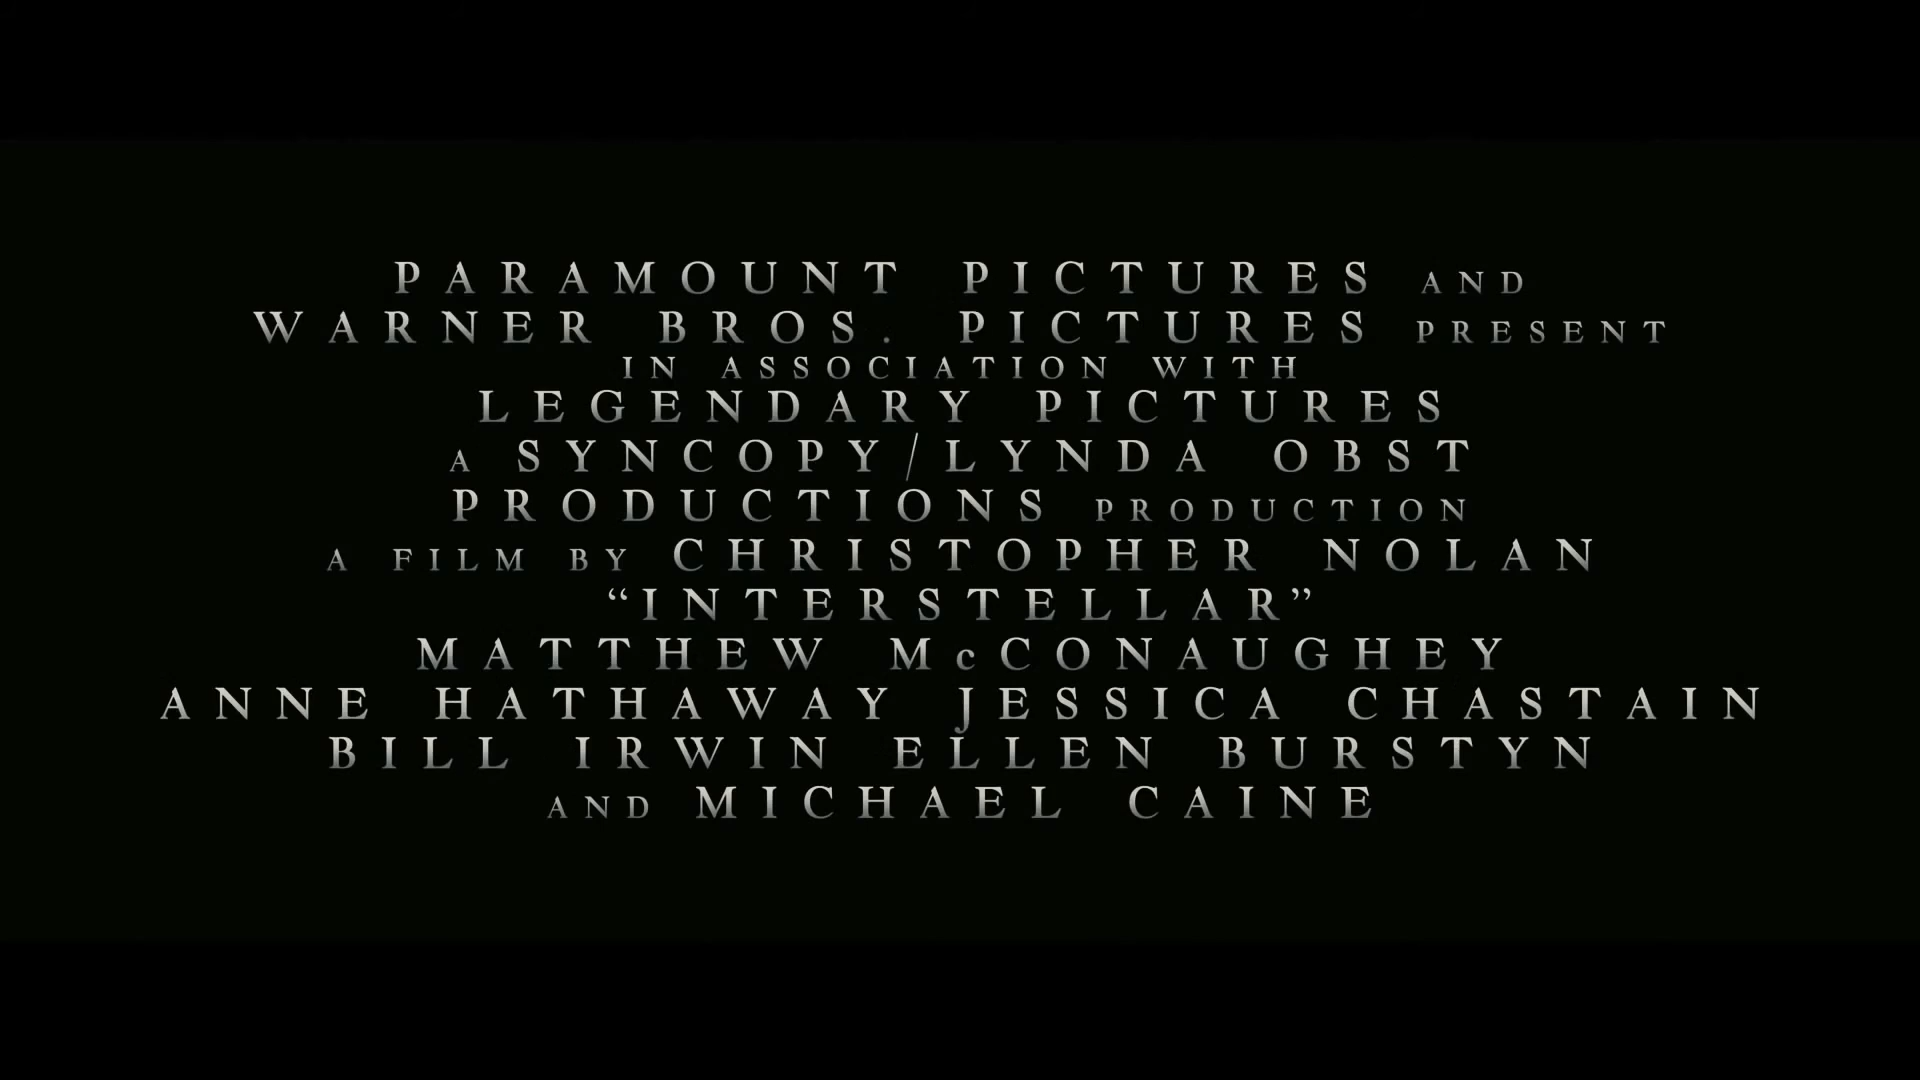 PARAMOUNT PICTURES AND
WARNER BROS. PICTURES PRESENT
IN ASSOCIATION WITH
LEGENDARY PICTURES
A SYNCOPY/LYNDA OBST
PRODUCTIONS PRODUCTION
A FILM BY CHRISTOPHER NOLAN
“INTERSTELLAR”
MATTHEW McCONAUGHEY
ANNE HATHAWAY JESSICA CHASTAIN
BILL IRWIN ELLEN BURSTYN
AND MICHAEL CAINE